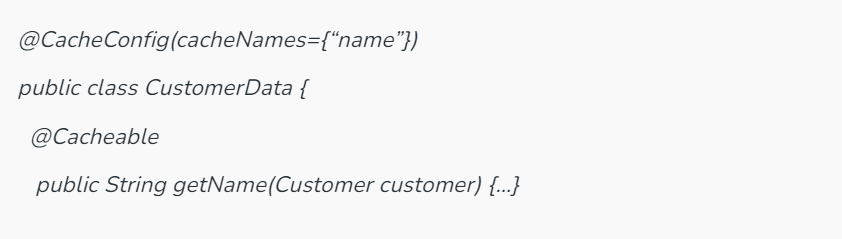 @CacheConfig(cacheNames={“name”})
public class CustomerData {
@Cacheable
public String getName(Customer customer) {...}